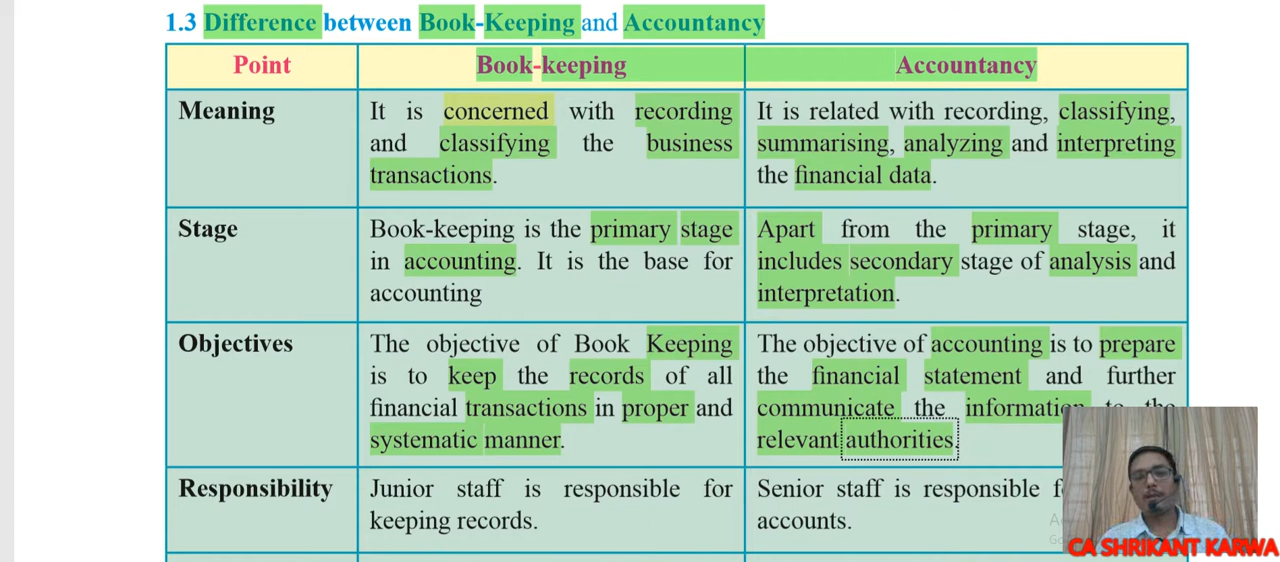 1.3 Difference between Book-Keeping and Accountancy
Point
Book-keeping
Accountancy
Meaning
It is concerned with recording
and classifying the business
transactions.
It is related with recording, classifying,
summarising, analyzing and interpreting
the financial data.
Stage
Book-keeping is the primary stage
in accounting. It is the base for
accounting
Apart from the primary stage, it
includes secondary stage of analysis and
interpretation.
Objectives
The objective of Book Keeping
is to keep the records of all
financial transactions in proper and
systematic manner.
The objective of accounting is to prepare
the financial statement and further
communicate the information to the
relevant authorities.
Responsibility
Junior staff is responsible for
keeping records.
Senior staff is responsible
accounts.
CA SHRIKANT KARWA